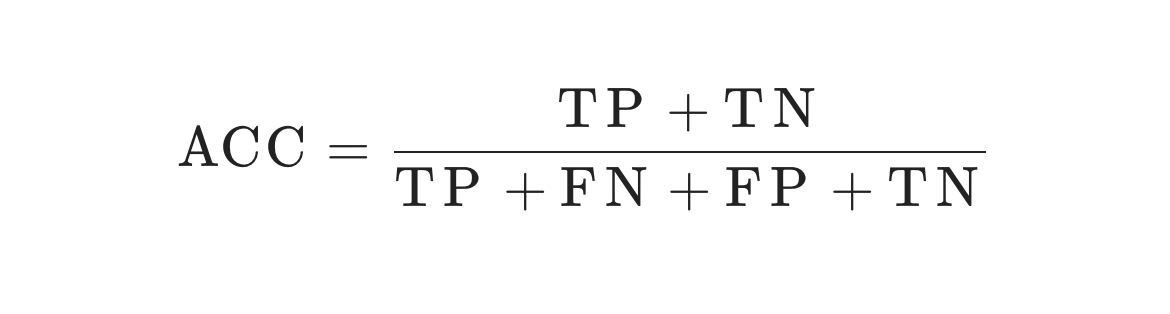 ACC = TP + TN / TP + FN + FP + TN